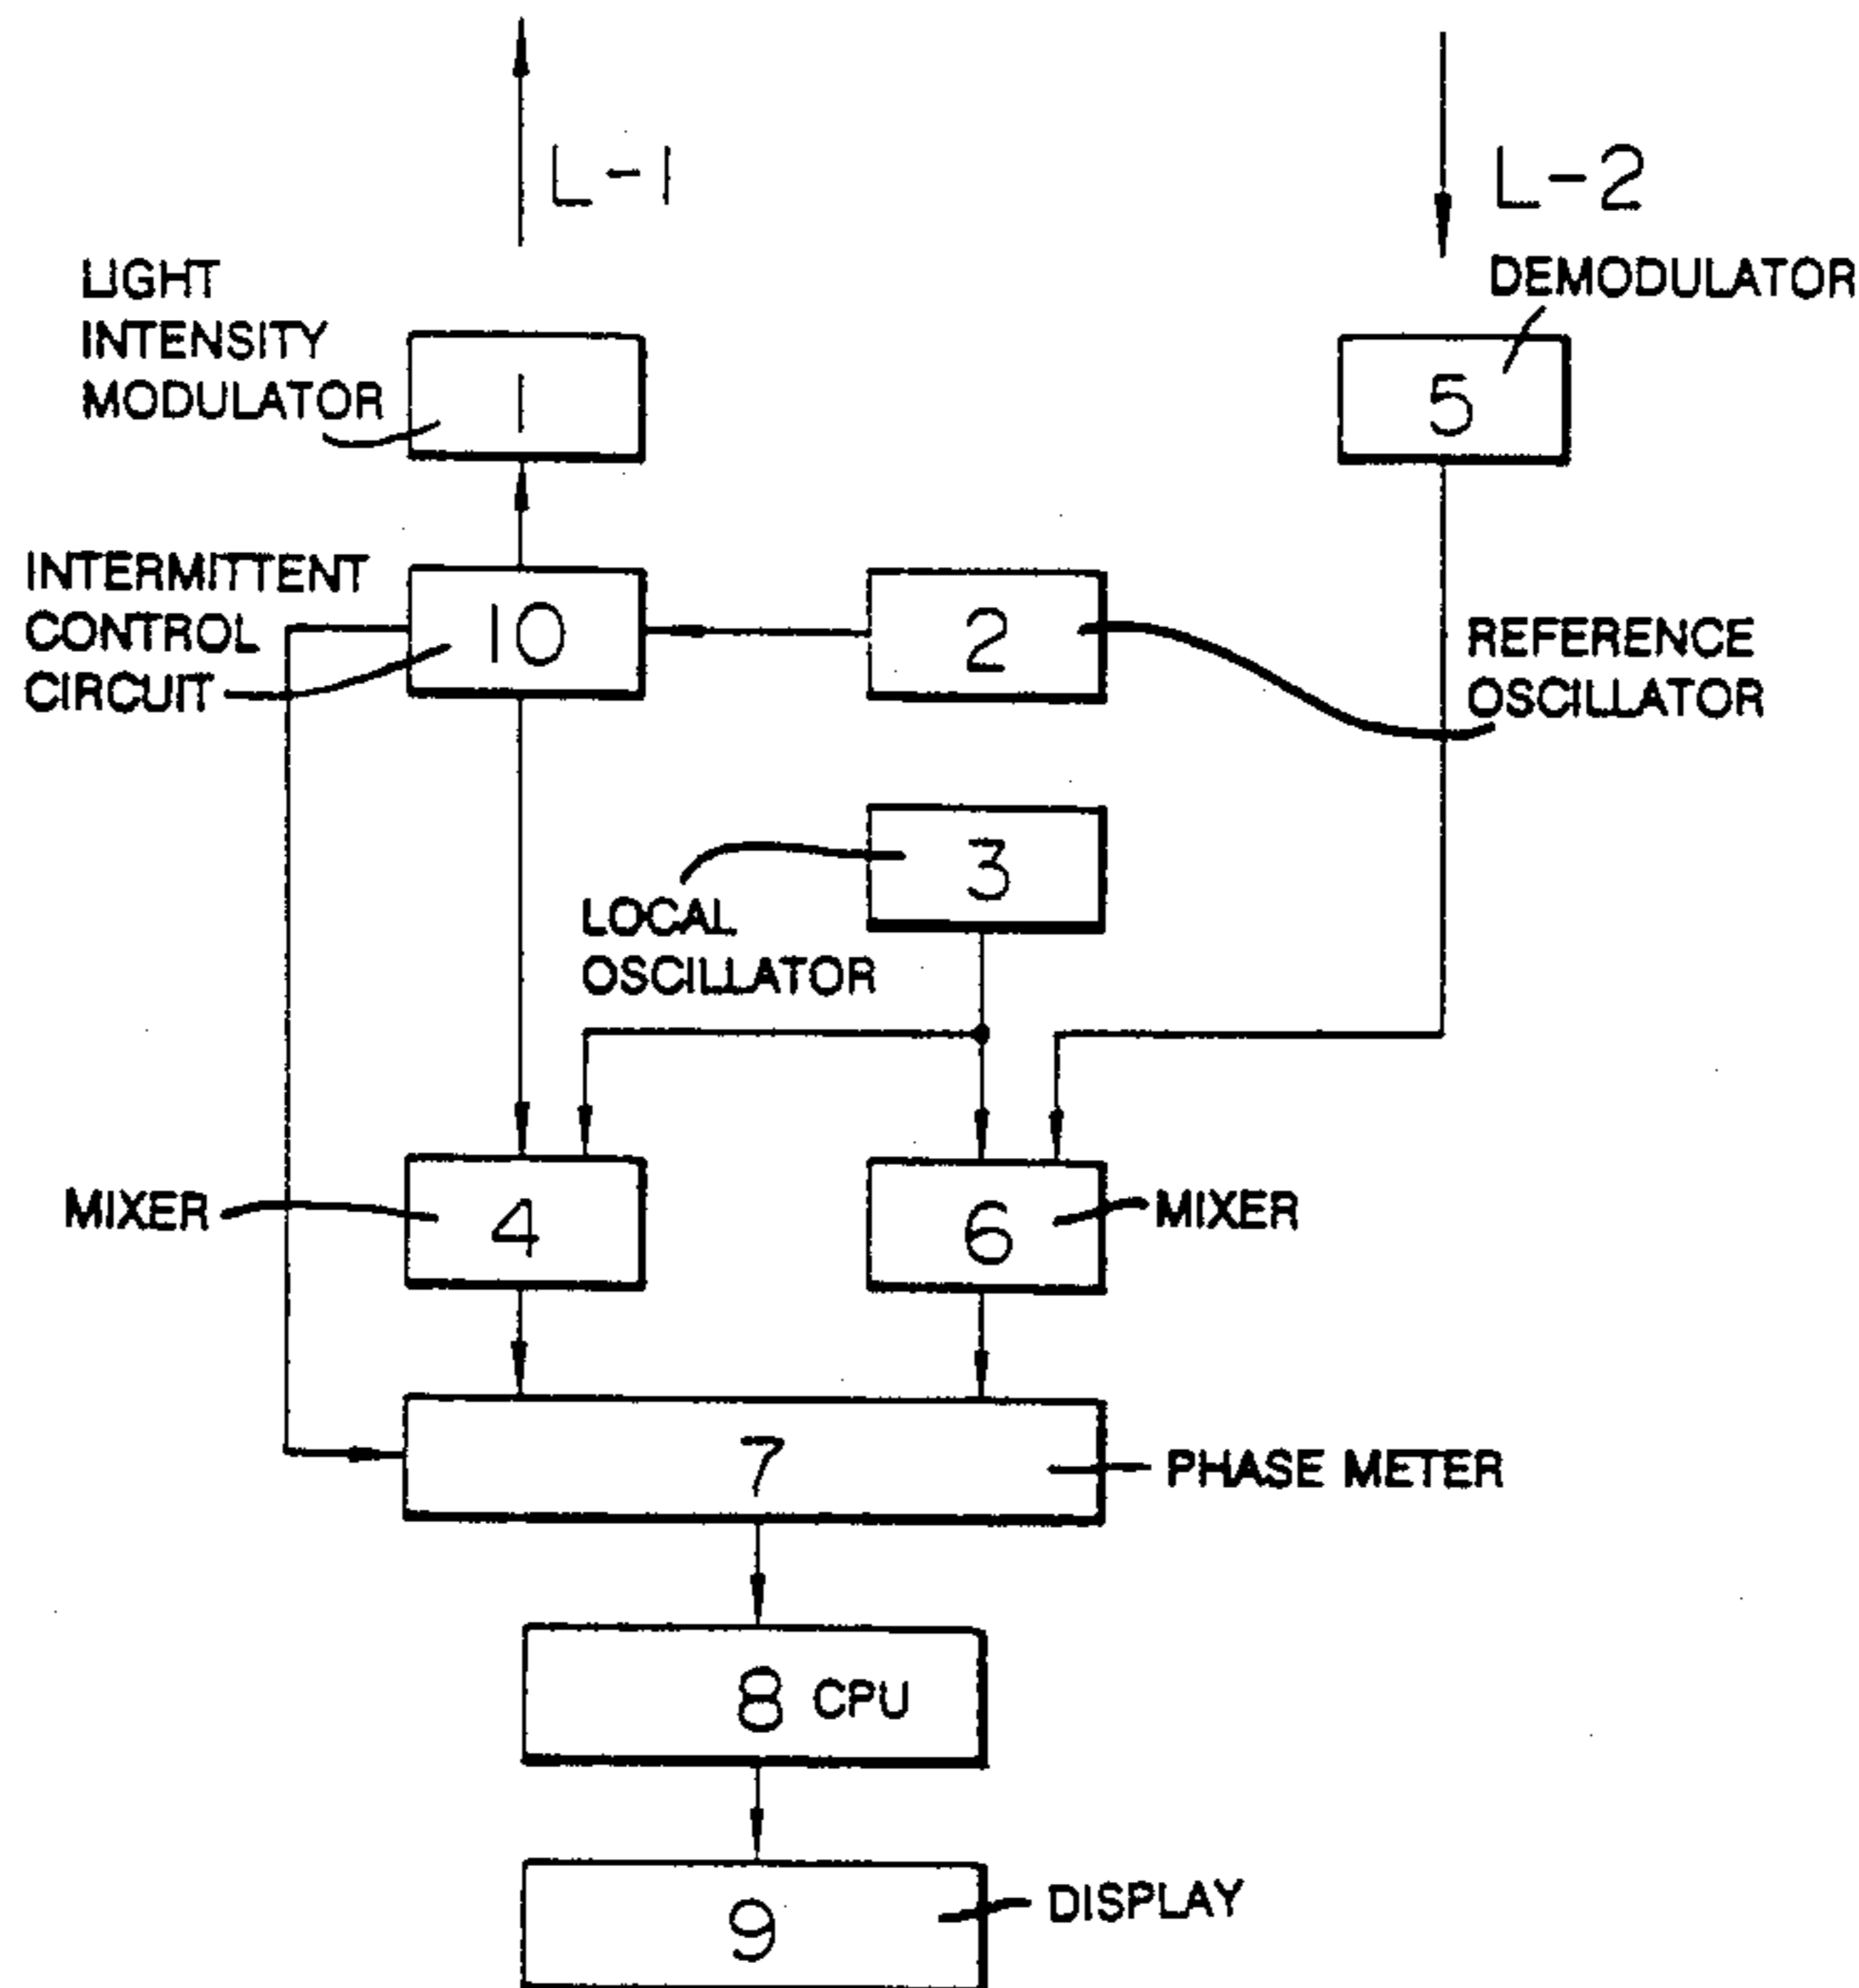 L-1
L-2
LIGHT
INTENSITY
MODULATOR
DEMODULATOR
1
5
INTERMITTENT
CONTROL
CIRCUIT
10
2
REFERENCE
OSCILLATOR
3
LOCAL
OSCILLATOR
MIXER
4
6
MIXER
7
PHASE METER
8 CPU
9
DISPLAY